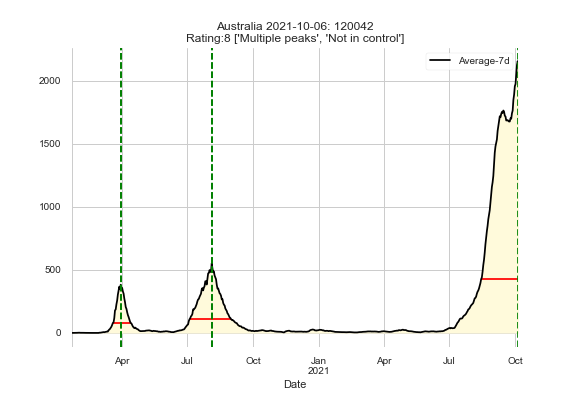 Australia 2021-10-06: 120042
Rating:8 ['Multiple peaks', 'Not in control']
Average-7d
2000
1500
1000
500
0
Apr
Jul
Oct
Jan
2021
Apr
Jul
Oct
Date